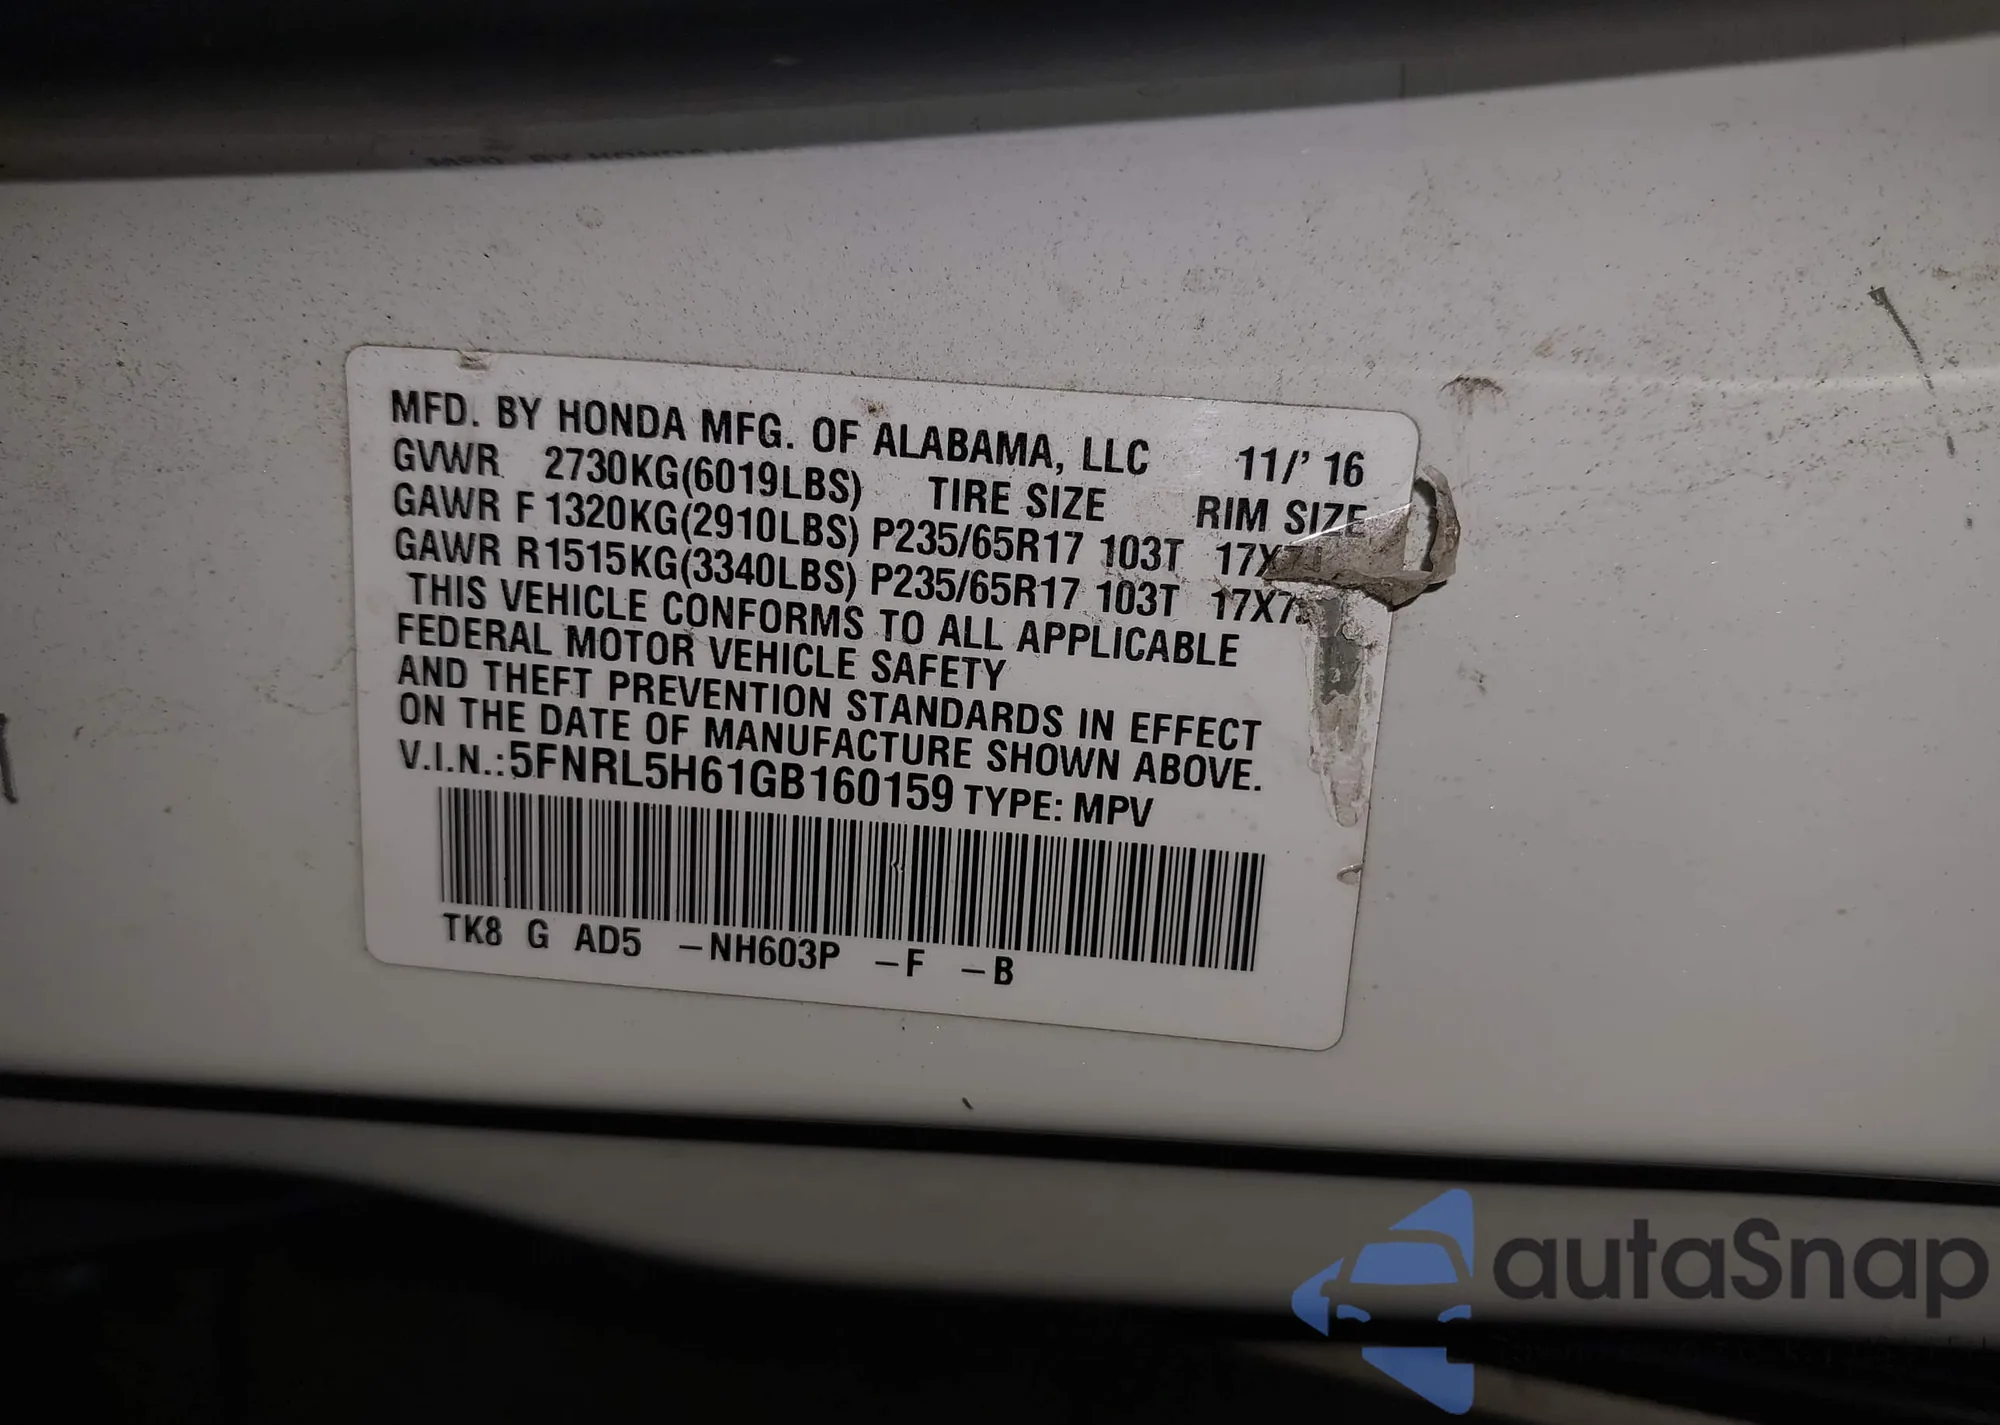 MFD. BY HONDA MFG. OF ALABAMA, LLC 11/' 16
GVWR 2730KG(6019LBS) TIRE SIZE RIM SIZE
GAWR F 1320KG(2910LBS) P235/65R17 103T 17X
GAWR R1515KG(3340LBS) P235/65R17 103T 17X7
THIS VEHICLE CONFORMS TO ALL APPLICABLE
FEDERAL MOTOR VEHICLE SAFETY
AND THEFT PREVENTION STANDARDS IN EFFECT
ON THE DATE OF MANUFACTURE SHOWN ABOVE.
V.I.N.:5FNRL5H61GB160159 TYPE: MPV
TK8 G AD5 -NH603P -F -B
autaSnap